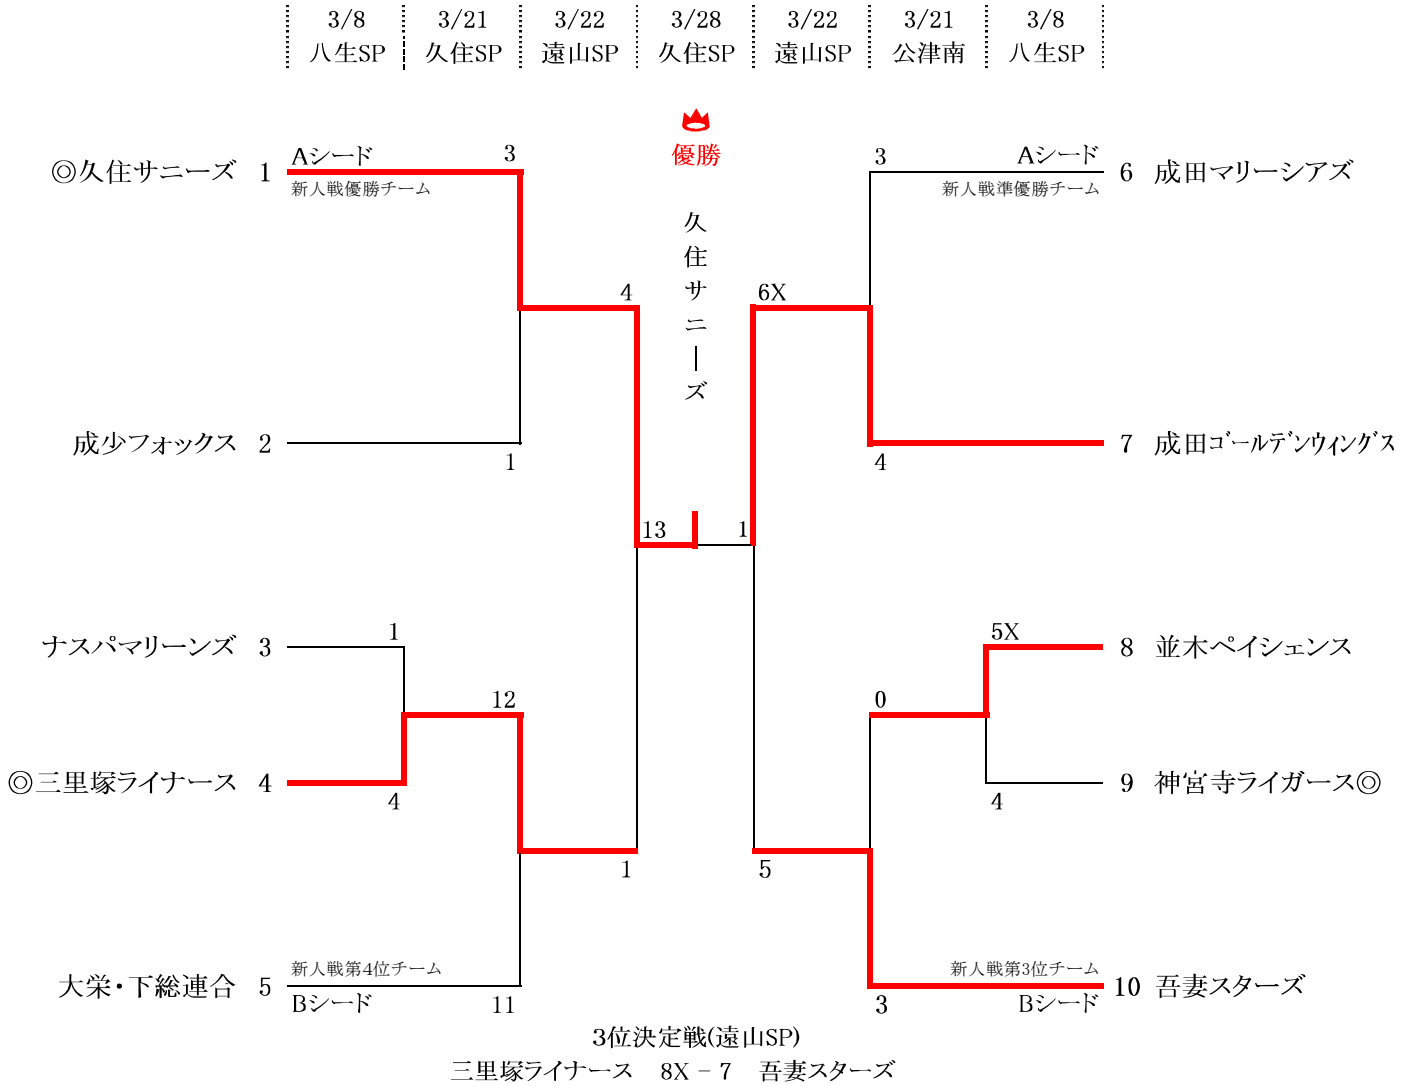 3/8 3/21 3/22 3/28 3/22 3/21 3/8
八生SP 久住SP 遠山SP 久住SP 遠山SP 公津南 八生SP
優勝
久住サニーズ
◎久住サニーズ 1 Aシード 3
新人戦優勝チーム
3 Aシード 6 成田マリーシアズ
新人戦準優勝チーム
4 6X
成少フォックス 2 1
4 7 成田ゴールデンウィングス
13 1
ナスパマリーンズ 3 1
5X 8 並木ペイシェンス
12 0
◎三里塚ライナース 4 4
4 9 神宮寺ライガース◎
1 5
新人戦第4位チーム
大栄・下総連合 5 Bシード 11
新人戦第3位チーム
3 Bシード 10 吾妻スターズ
3位決定戦(遠山SP)
三里塚ライナース 8X − 7 吾妻スターズ